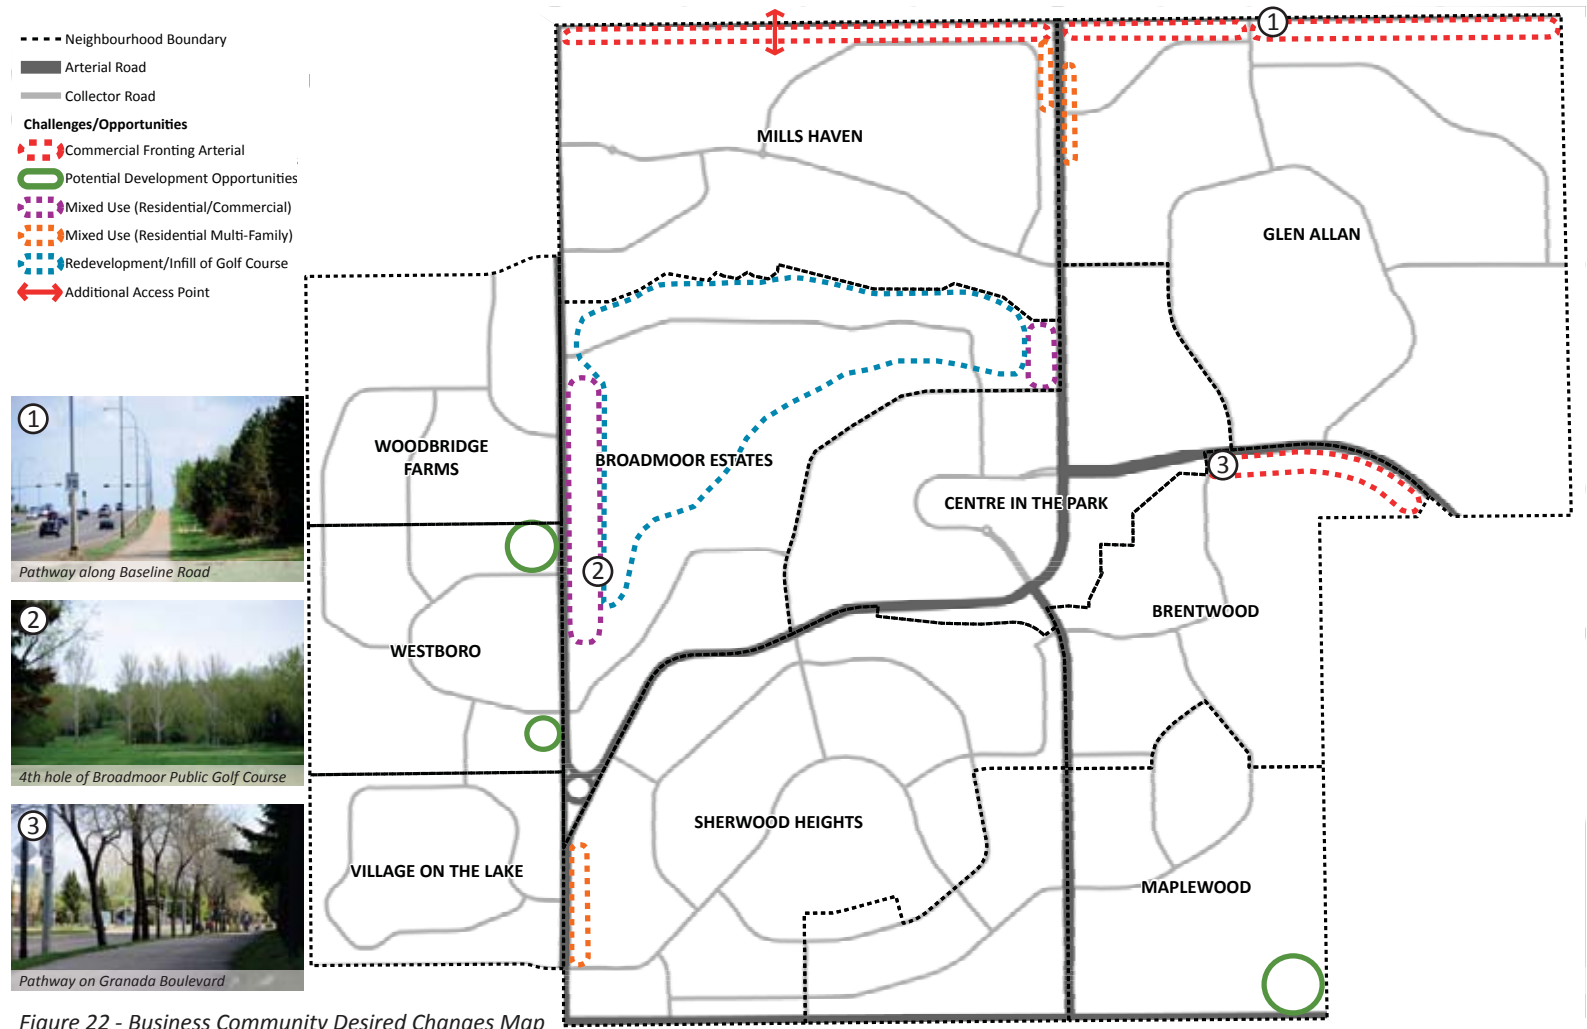 Neighbourhood Boundary
Arterial Road
Collector Road
Challenges/Opportunities
Commercial Fronting Arterial
Potential Development Opportunities
Mixed Use (Residential/Commercial)
Mixed Use (Residential Multi-Family)
Redevelopment/Infill of Golf Course
Additional Access Point
1
MILLS HAVEN
GLEN ALLAN
WOODBRIDGE
FARMS
BROADMOOR ESTATES
3
CENTRE IN THE PARK
2
BRENTWOOD
WESTBORO
SHERWOOD HEIGHTS
VILLAGE ON THE LAKE
MAPLEWOOD
1
Pathway along Baseline Road
2
4th hole of Broadmoor Public Golf Course
3
Pathway on Granada Boulevard
Figure 22 - Business Community Desired Changes Map